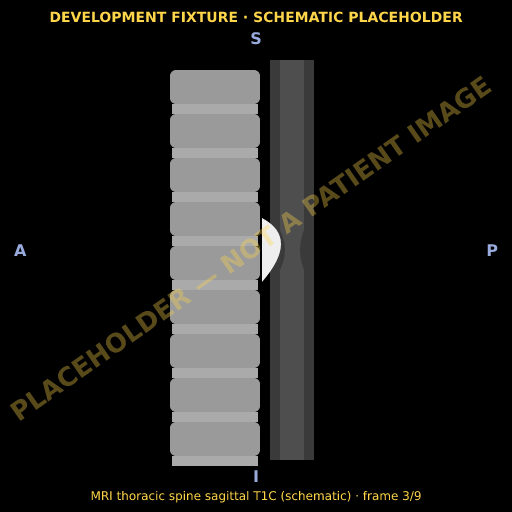 DEVELOPMENT FIXTURE · SCHEMATIC PLACEHOLDER
S
PLACEHOLDER — NOT A PATIENT IMAGE
A
P
I
MRI thoracic spine sagittal T1C (schematic) · frame 3/9